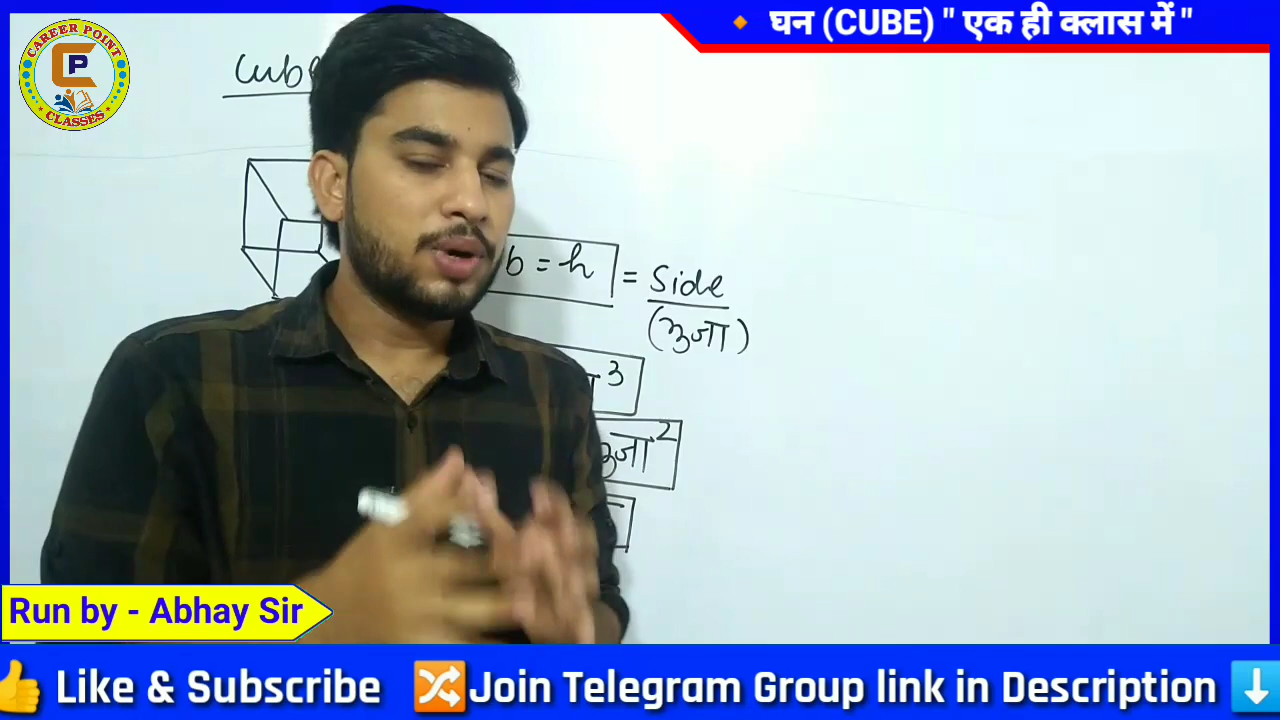 🔸 घन (CUBE) " एक ही क्लास में "
CAREER POINT
CP
CLASSES
Cube
b = h = Side
(भुजा)
3
भुजा²
Run by - Abhay Sir
👍 Like & Subscribe 🔀Join Telegram Group link in Description ⬇️